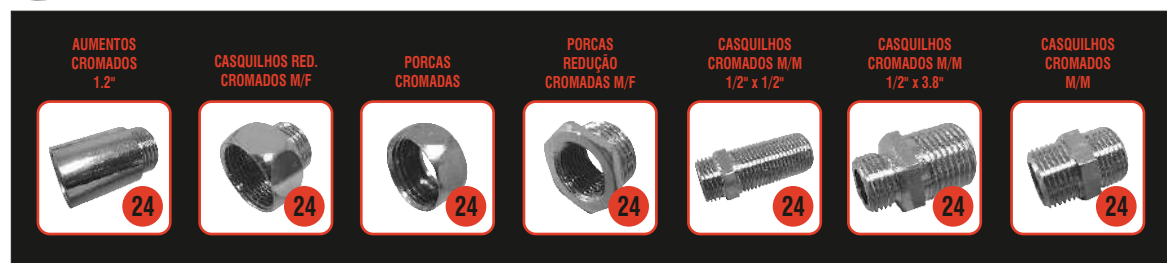 AUMENTOS
CROMADOS
1.2"
24
CASQUILHOS RED.
CROMADOS M/F
24
PORCAS
CROMADAS
24
PORCAS
REDUÇÃO
CROMADAS M/F
24
CASQUILHOS
CROMADOS M/M
1/2" x 1/2"
24
CASQUILHOS
CROMADOS M/M
1/2" x 3.8"
24
CASQUILHOS
CROMADOS
M/M
24